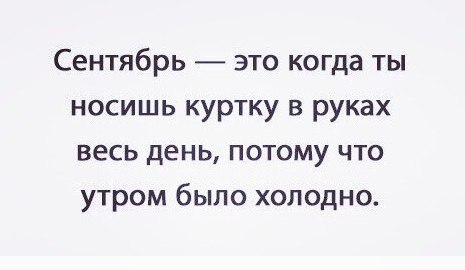 Сентябрь — это когда ты
носишь куртку в руках
весь день, потому что
утром было холодно.